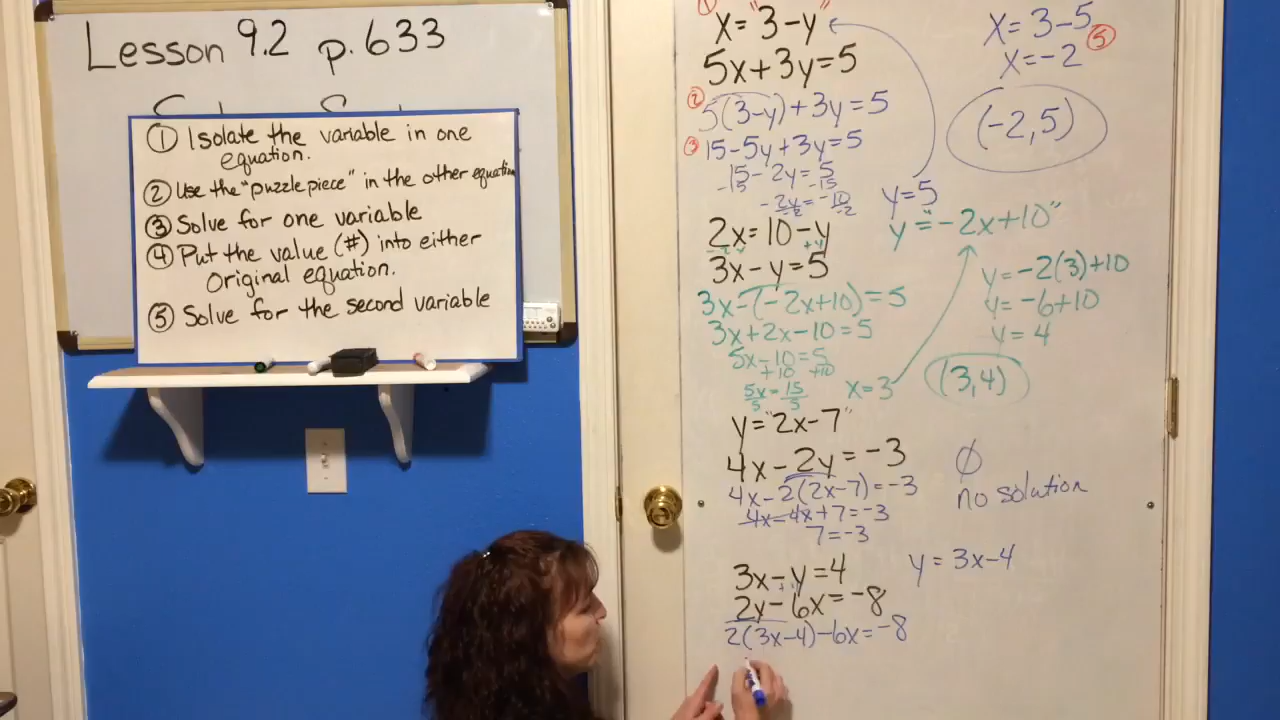 Lesson 9.2 p. 633
① Isolate the variable in one
equation.
② Use the "puzzle piece" in the other equation
③ Solve for one variable
④ Put the value (#) into either
original equation.
⑤ Solve for the second variable
①
x = "3 - y"
5x + 3y = 5
② 5(3 - y) + 3y = 5
③ 15 - 5y + 3y = 5
15 - 2y = 5
-15 -15
-2y = -10
-2 -2
y = 5
x = 3 - 5
x = -2 ⑤
(-2, 5)
2x = 10 - y
+y
3x - y = 5
y = "-2x + 10"
3x - (-2x + 10) = 5
3x + 2x - 10 = 5
5x - 10 = 5
+10 +10
5x = 15
5 5
x = 3
y = -2(3) + 10
y = -6 + 10
y = 4
(3, 4)
y = "2x - 7"
4x - 2y = -3
4x - 2(2x - 7) = -3
4x - 4x + 7 = -3
7 = -3
∅
no solution
3x - y = 4
2y - 6x = -8
2(3x - 4) - 6x = -8
y = 3x - 4